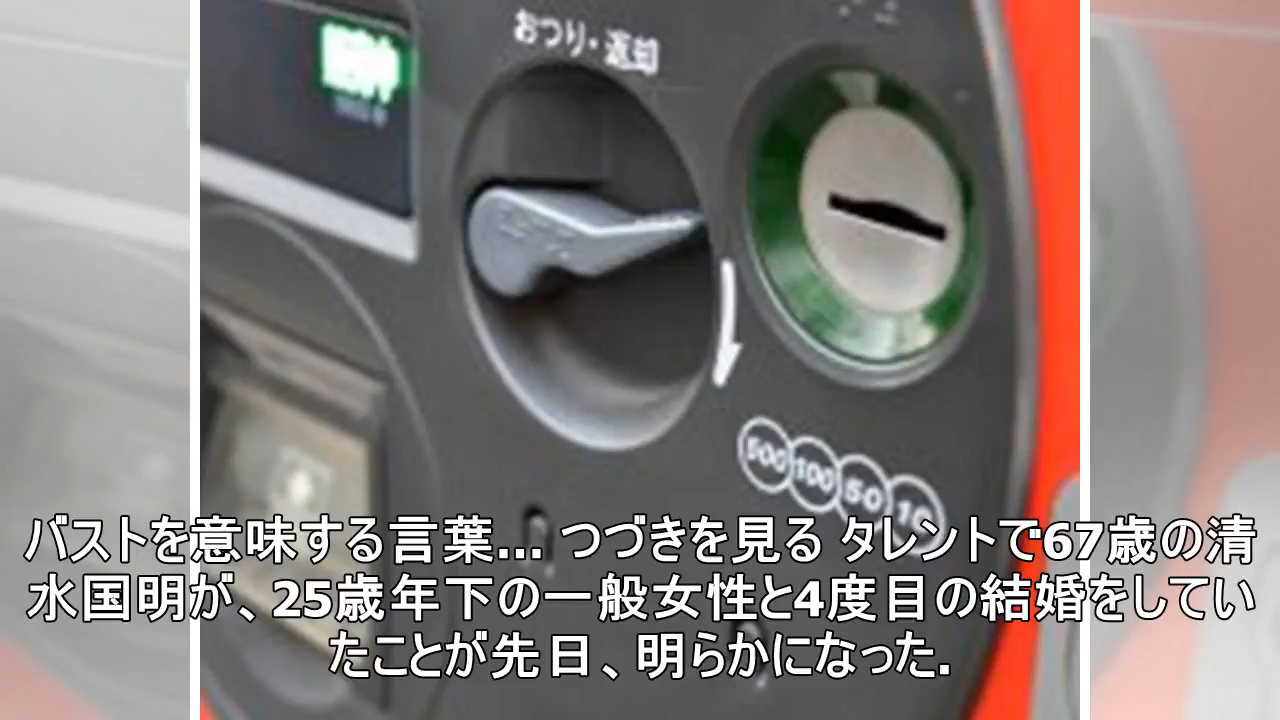 おつり・返却
500 100 50 10
バストを意味する言葉... つづきを見る タレントで67歳の清
水国明が、25歳年下の一般女性と4度目の結婚をしてい
たことが先日、明らかになった.